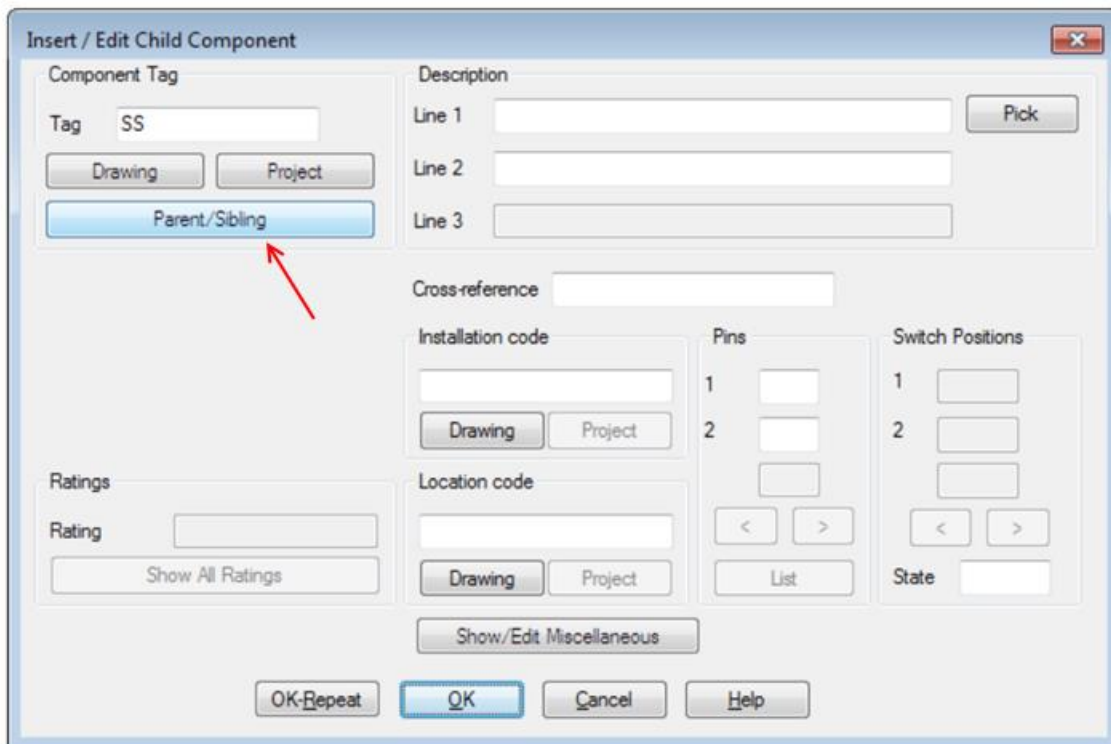 Insert / Edit Child Component
Component Tag
Tag SS
Drawing Project
Parent/Sibling
Description
Line 1 Pick
Line 2
Line 3
Cross-reference
Installation code
Drawing Project
Pins
1
2
< >
List
Switch Positions
1
2
< >
State
Ratings
Rating
Show All Ratings
Location code
Drawing Project
Show/Edit Miscellaneous
OK-Repeat OK Cancel Help